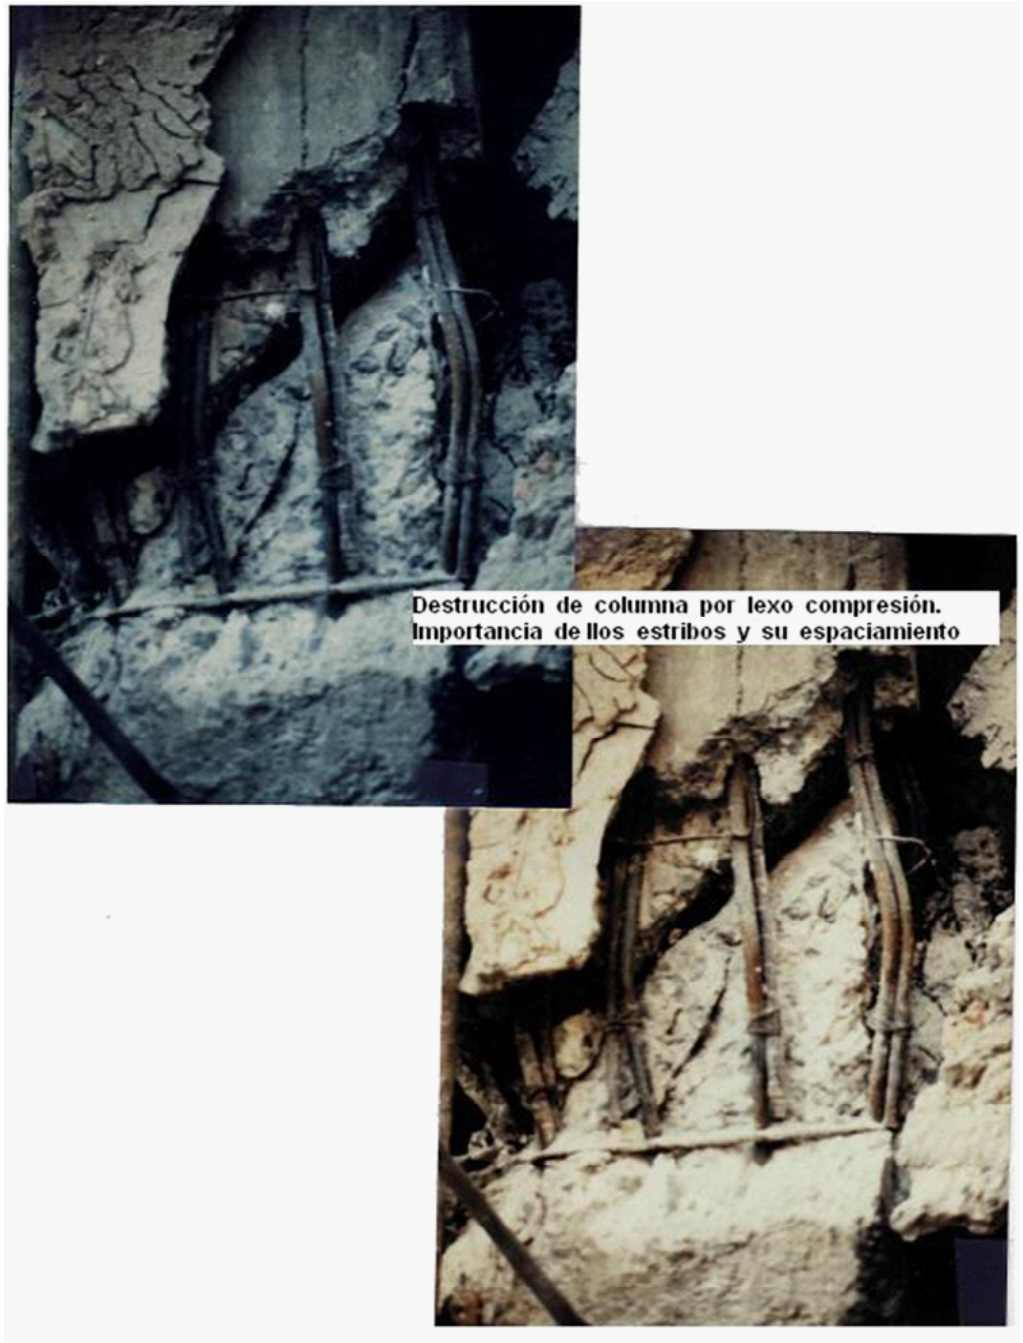 Destrucción de columna por lexo compresión.
Importancia de llos estribos y su espaciamiento